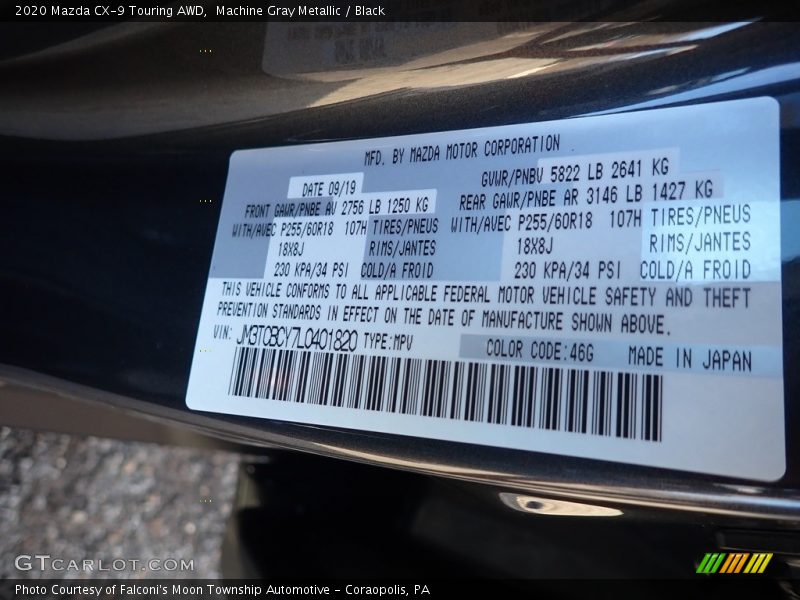 2020 Mazda CX-9 Touring AWD, Machine Gray Metallic / Black
MFD. BY MAZDA MOTOR CORPORATION
DATE 09/19 GVWR/PNBV 5822 LB 2641 KG
FRONT GAWR/PNBE AV 2756 LB 1250 KG REAR GAWR/PNBE AR 3146 LB 1427 KG
WITH/AVEC P255/60R18 107H TIRES/PNEUS WITH/AVEC P255/60R18 107H TIRES/PNEUS
18X8J RIMS/JANTES 18X8J RIMS/JANTES
230 KPA/34 PSI COLD/A FROID 230 KPA/34 PSI COLD/A FROID
THIS VEHICLE CONFORMS TO ALL APPLICABLE FEDERAL MOTOR VEHICLE SAFETY AND THEFT
PREVENTION STANDARDS IN EFFECT ON THE DATE OF MANUFACTURE SHOWN ABOVE.
VIN: JM3TCBCY7L0401820 TYPE:MPV
COLOR CODE:46G MADE IN JAPAN
GTCARLOT.COM
Photo Courtesy of Falconi's Moon Township Automotive - Coraopolis, PA